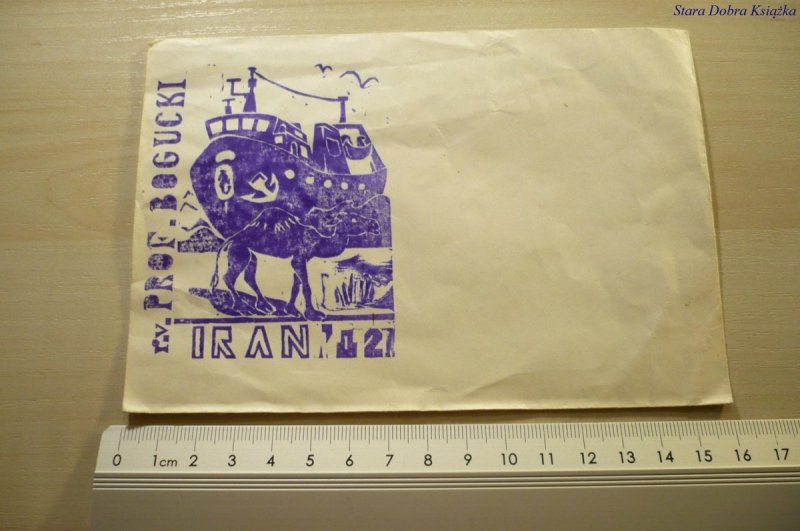 Stara Dobra Książka
r.v. PROF. BOGUCKI
IRAN
0 1cm 2 3 4 5 6 7 8 9 10 11 12 13 14 15 16 17